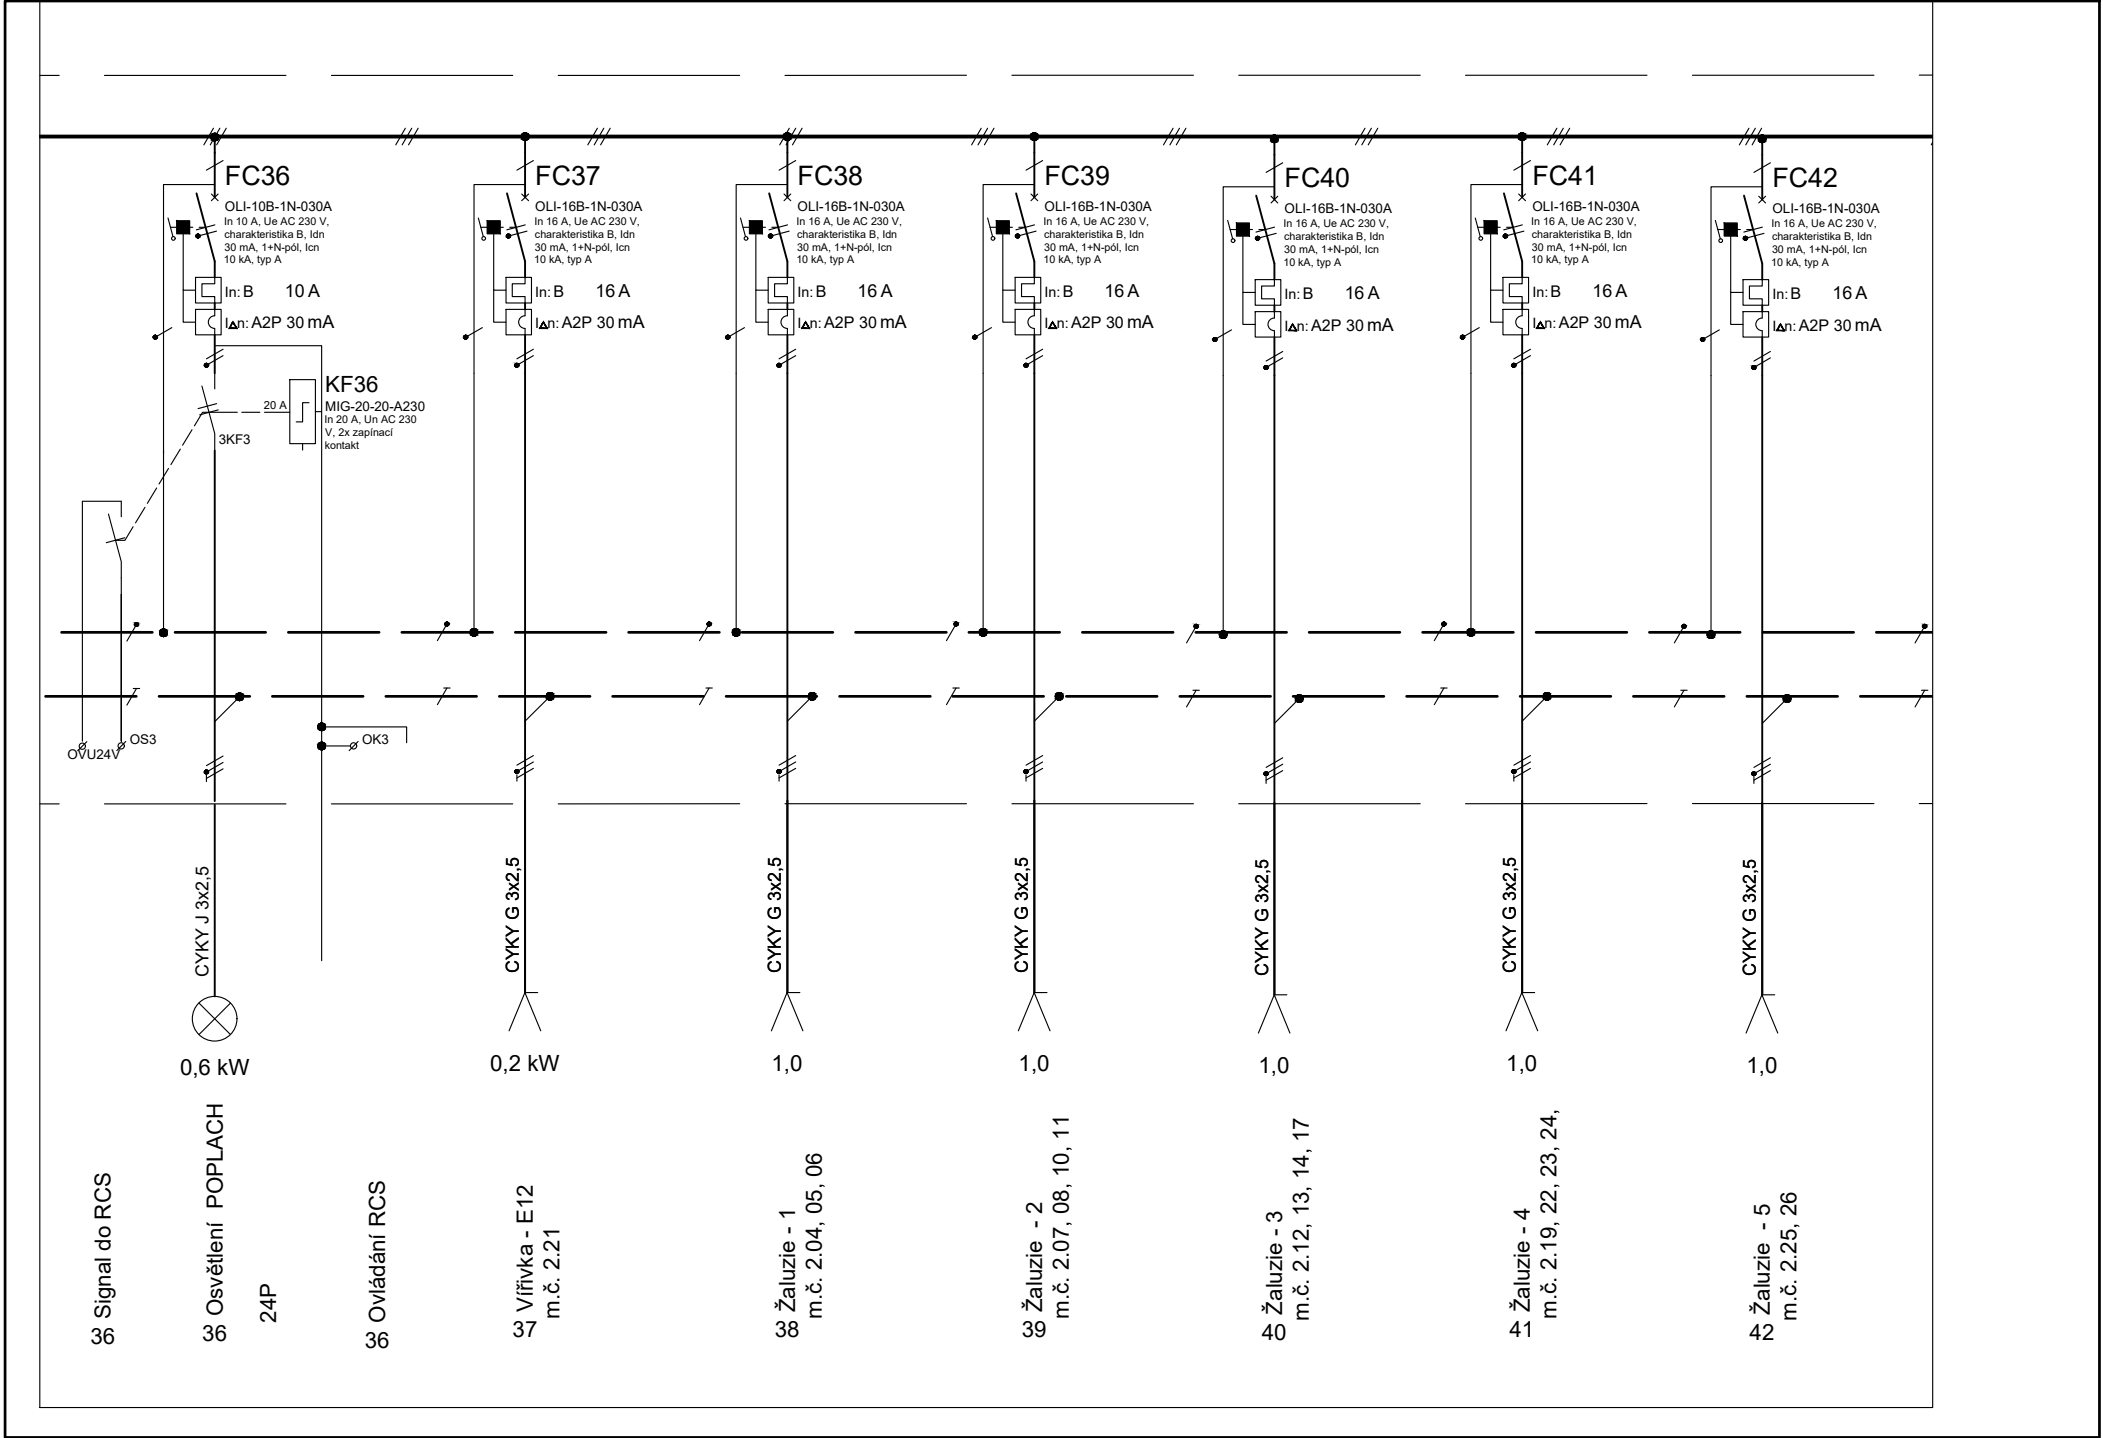 FC36
OLI-10B-1N-030A
In 10 A, Ue AC 230 V,
charakteristika B, Idn
30 mA, 1+N-pól, Icn
10 kA, typ A
In: B 10 A
IΔn: A2P 30 mA
KF36
MIG-20-20-A230
In 20 A, Un AC 230
V, 2x zapínací
kontakt
20 A
3KF3
OVU24V
OS3
OK3
CYKY J 3x2,5
0,6 kW
36 Signal do RCS
36 Osvětlení POPLACH
24P
36 Ovládání RCS
FC37
OLI-16B-1N-030A
In 16 A, Ue AC 230 V,
charakteristika B, Idn
30 mA, 1+N-pól, Icn
10 kA, typ A
In: B 16 A
IΔn: A2P 30 mA
CYKY G 3x2,5
0,2 kW
37 Vířivka - E12
m.č. 2.21
FC38
OLI-16B-1N-030A
In 16 A, Ue AC 230 V,
charakteristika B, Idn
30 mA, 1+N-pól, Icn
10 kA, typ A
In: B 16 A
IΔn: A2P 30 mA
CYKY G 3x2,5
1,0
38 Žaluzie - 1
m.č. 2.04, 05, 06
FC39
OLI-16B-1N-030A
In 16 A, Ue AC 230 V,
charakteristika B, Idn
30 mA, 1+N-pól, Icn
10 kA, typ A
In: B 16 A
IΔn: A2P 30 mA
CYKY G 3x2,5
1,0
39 Žaluzie - 2
m.č. 2.07, 08, 10, 11
FC40
OLI-16B-1N-030A
In 16 A, Ue AC 230 V,
charakteristika B, Idn
30 mA, 1+N-pól, Icn
10 kA, typ A
In: B 16 A
IΔn: A2P 30 mA
CYKY G 3x2,5
1,0
40 Žaluzie - 3
m.č. 2.12, 13, 14, 17
FC41
OLI-16B-1N-030A
In 16 A, Ue AC 230 V,
charakteristika B, Idn
30 mA, 1+N-pól, Icn
10 kA, typ A
In: B 16 A
IΔn: A2P 30 mA
CYKY G 3x2,5
1,0
41 Žaluzie - 4
m.č. 2.19, 22, 23, 24,
FC42
OLI-16B-1N-030A
In 16 A, Ue AC 230 V,
charakteristika B, Idn
30 mA, 1+N-pól, Icn
10 kA, typ A
In: B 16 A
IΔn: A2P 30 mA
CYKY G 3x2,5
1,0
42 Žaluzie - 5
m.č. 2.25, 26